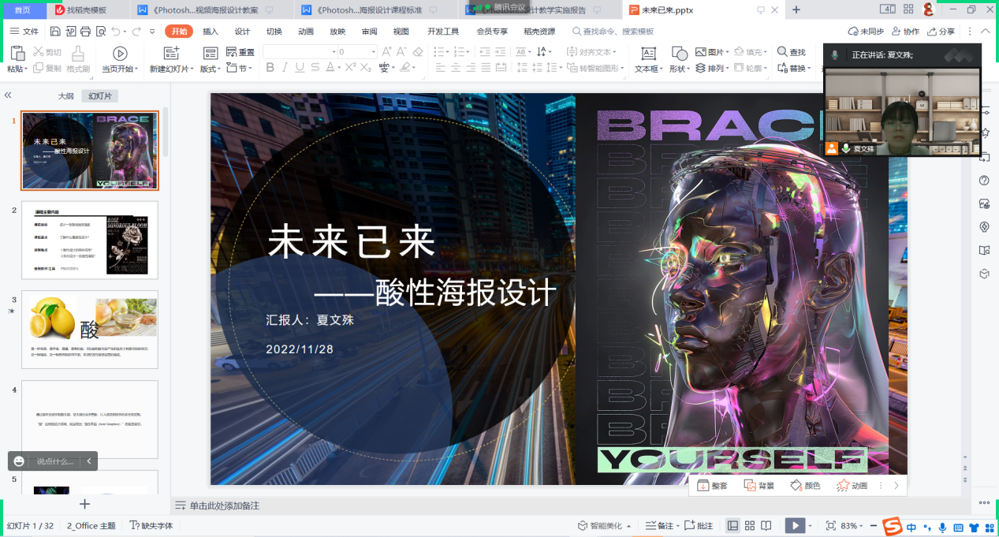 首页
找稻壳模板
《Photosh...视频海报设计教案
《Photosh...海报设计课程标准
腾讯会议
设计教学实施报告
未来已来.pptx
文件
开始
插入
设计
切换
动画
放映
审阅
视图
开发工具
会员专享
稻壳资源
查找命令、搜索模板
未同步
协作
分享
粘贴
剪切
复制
格式刷
当页开始
新建幻灯片
版式
重置
节
0
B I U S A X² X₂
对齐文本
转智能图形
文本框
形状
图片
排列
填充
轮廓
查找
替换
正在讲话: 夏文殊;
夏文殊
大纲
幻灯片
1
未来已来
——酸性海报设计
BRACE
YOURSELF
2
课程主要内容
3
酸
4
5
说点什么...
未来已来
——酸性海报设计
汇报人：夏文殊
2022/11/28
BRACE
YOURSELF
整套
背景
颜色
动画
单击此处添加备注
幻灯片 1 / 32
2_Office 主题
缺失字体
智能美化
备注
批注
83%
中